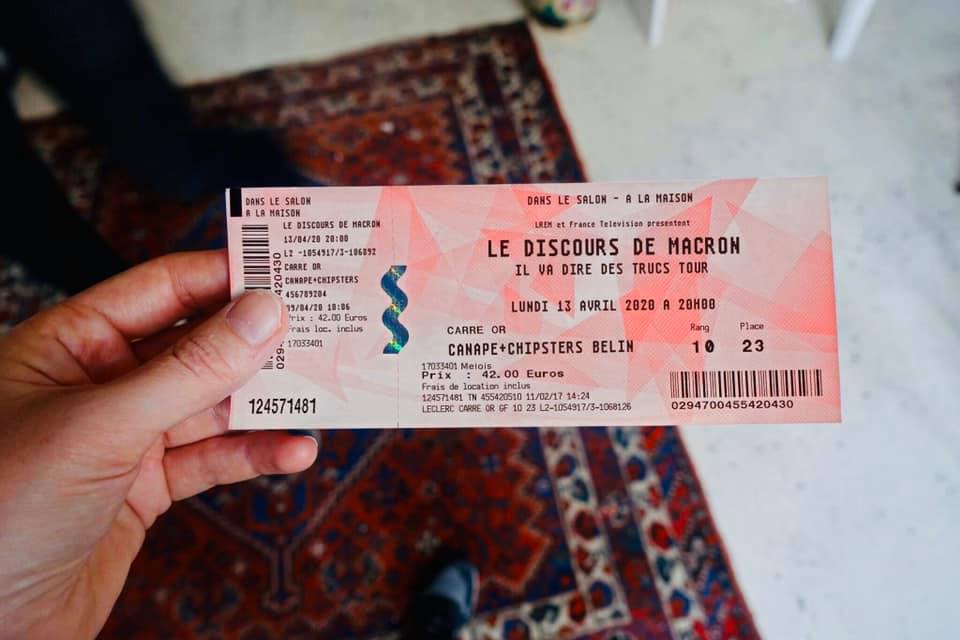 DANS LE SALON
A LA MAISON
LE DISCOURS DE MACRON
13/04/20 20:00
L2 -1054917/3-106892
CARRE OR
CANAPE+CHIPSTERS
456789204
09/04/20 10:06
Prix : 42.00 Euros
Frais loc. inclus
17033401
124571481
DANS LE SALON - A LA MAISON
LREM et France Television presentent
LE DISCOURS DE MACRON
IL VA DIRE DES TRUCS TOUR
LUNDI 13 AVRIL 2020 A 20H00
CARRE OR Rang Place
CANAPE+CHIPSTERS BELIN 10 23
17033401 Melois
Prix : 42.00 Euros
Frais de location inclus
124571481 TN 455420510 11/02/17 14:24
LECLERC CARRE OR GF 10 23 L2-1054917/3-1068126
0294700455420430